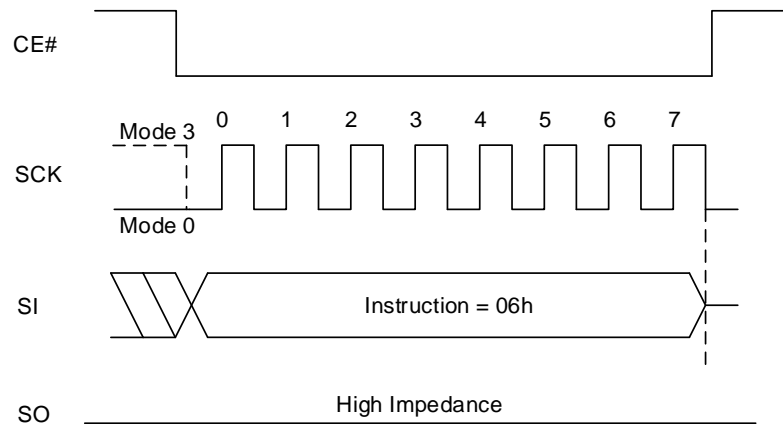 CE#
0 1 2 3 4 5 6 7
Mode 3
SCK
Mode 0
SI
Instruction = 06h
SO
High Impedance